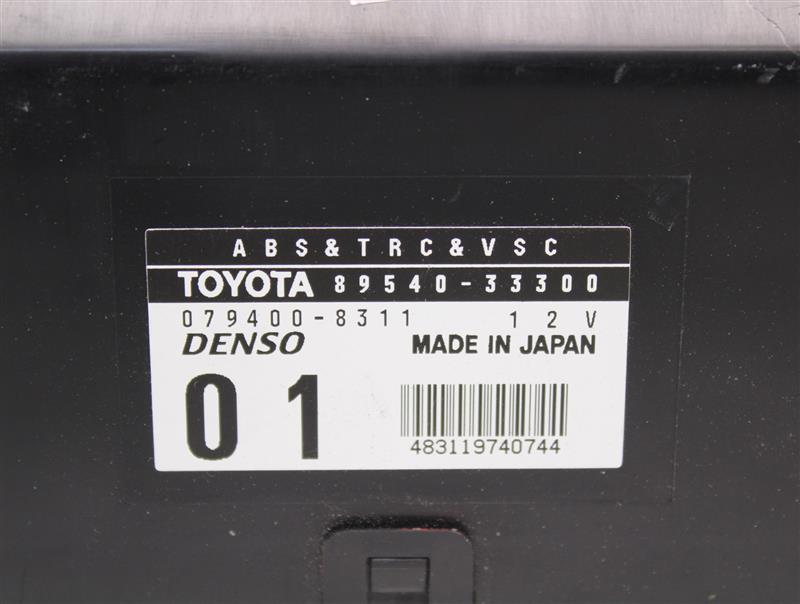 ABS&TRC&VSC
TOYOTA 89540-33300
079400-8311 12V
DENSO MADE IN JAPAN
01
483119740744